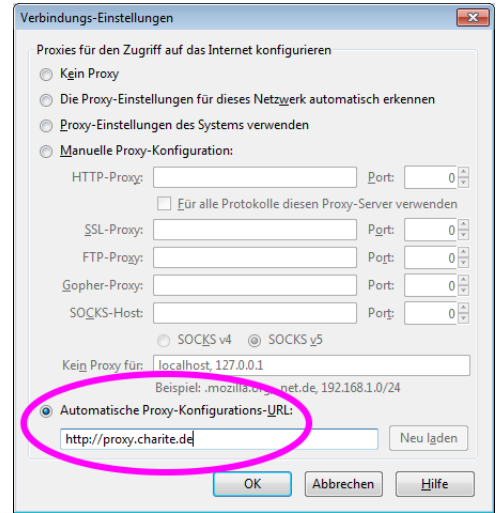 Verbindungs-Einstellungen
Proxies für den Zugriff auf das Internet konfigurieren
Kein Proxy
Die Proxy-Einstellungen für dieses Netzwerk automatisch erkennen
Proxy-Einstellungen des Systems verwenden
Manuelle Proxy-Konfiguration:
HTTP-Proxy: Port: 0
Für alle Protokolle diesen Proxy-Server verwenden
SSL-Proxy: Port: 0
FTP-Proxy: Port: 0
Gopher-Proxy: Port: 0
SOCKS-Host: Port: 0
SOCKS v4 SOCKS v5
Kein Proxy für: localhost, 127.0.0.1
Beispiel: .mozilla.org, .net.de, 192.168.1.0/24
Automatische Proxy-Konfigurations-URL:
http://proxy.charite.de Neu laden
OK Abbrechen Hilfe